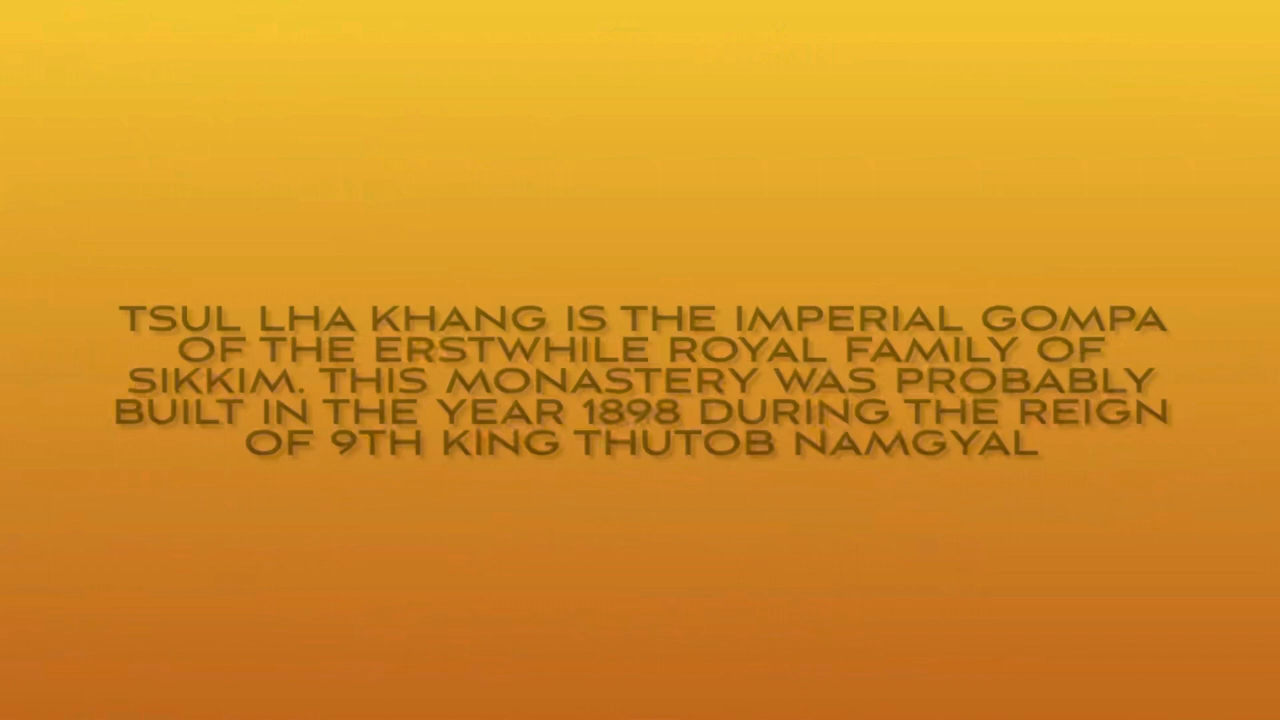 TSUL LHA KHANG IS THE IMPERIAL GOMPA
OF THE ERSTWHILE ROYAL FAMILY OF
SIKKIM. THIS MONASTERY WAS PROBABLY
BUILT IN THE YEAR 1898 DURING THE REIGN
OF 9TH KING THUTOB NAMGYAL